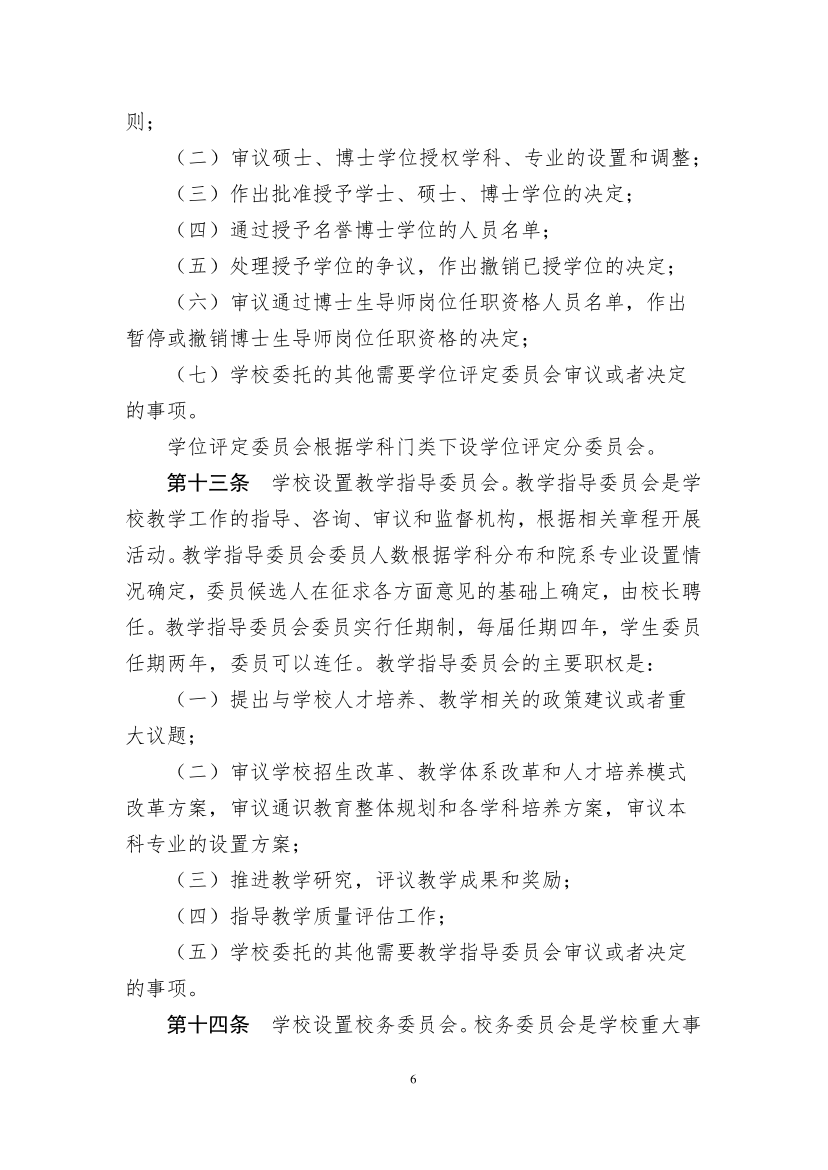 则；
（二）审议硕士、博士学位授权学科、专业的设置和调整；
（三）作出批准授予学士、硕士、博士学位的决定；
（四）通过授予名誉博士学位的人员名单；
（五）处理授予学位的争议，作出撤销已授学位的决定；
（六）审议通过博士生导师岗位任职资格人员名单，作出
暂停或撤销博士生导师岗位任职资格的决定；
（七）学校委托的其他需要学位评定委员会审议或者决定
的事项。
学位评定委员会根据学科门类下设学位评定分委员会。
第十三条　学校设置教学指导委员会。教学指导委员会是学
校教学工作的指导、咨询、审议和监督机构，根据相关章程开展
活动。教学指导委员会委员人数根据学科分布和院系专业设置情
况确定，委员候选人在征求各方面意见的基础上确定，由校长聘
任。教学指导委员会委员实行任期制，每届任期四年，学生委员
任期两年，委员可以连任。教学指导委员会的主要职权是：
（一）提出与学校人才培养、教学相关的政策建议或者重
大议题；
（二）审议学校招生改革、教学体系改革和人才培养模式
改革方案，审议通识教育整体规划和各学科培养方案，审议本
科专业的设置方案；
（三）推进教学研究，评议教学成果和奖励；
（四）指导教学质量评估工作；
（五）学校委托的其他需要教学指导委员会审议或者决定
的事项。
第十四条　学校设置校务委员会。校务委员会是学校重大事
6